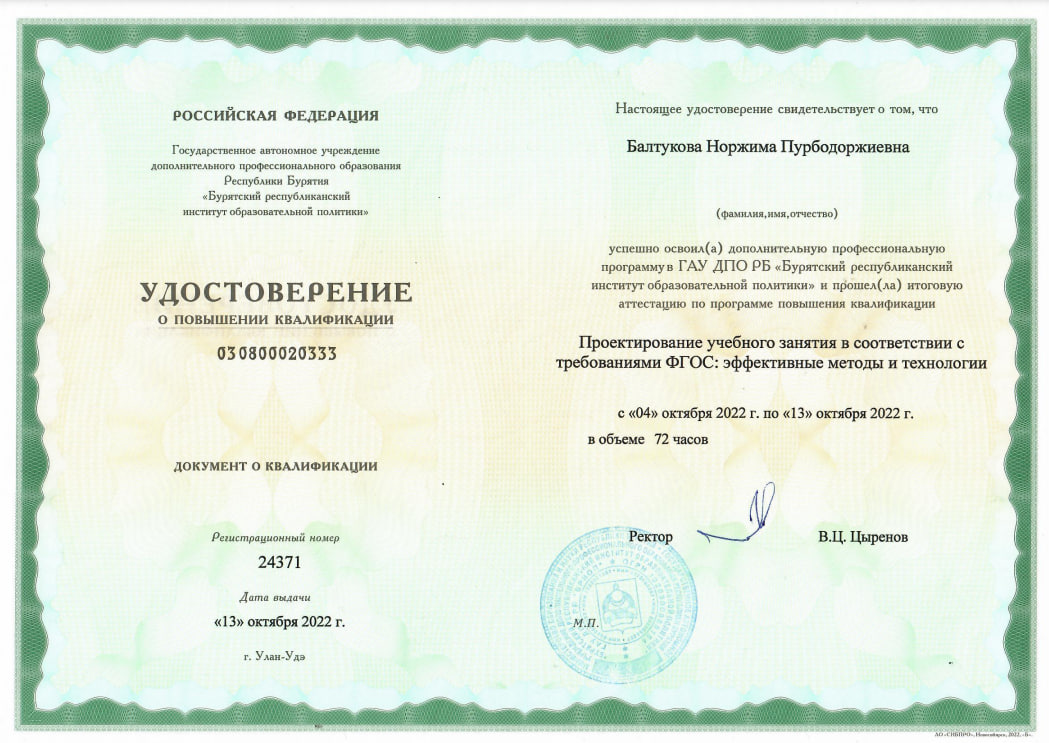 РОССИЙСКАЯ ФЕДЕРАЦИЯ
Государственное автономное учреждение
дополнительного профессионального образования
Республики Бурятия
«Бурятский республиканский
институт образовательной политики»
УДОСТОВЕРЕНИЕ
О ПОВЫШЕНИИ КВАЛИФИКАЦИИ
030800020333
ДОКУМЕНТ О КВАЛИФИКАЦИИ
Регистрационный номер
24371
Дата выдачи
«13» октября 2022 г.
г. Улан-Удэ
Настоящее удостоверение свидетельствует о том, что
Балтукова Норжима Пурбодоржиевна
(фамилия,имя,отчество)
успешно освоил(а) дополнительную профессиональную
программу в ГАУ ДПО РБ «Бурятский республиканский
институт образовательной политики» и прошел(ла) итоговую
аттестацию по программе повышения квалификации
Проектирование учебного занятия в соответствии с
требованиями ФГОС: эффективные методы и технологии
с «04» октября 2022 г. по «13» октября 2022 г.
в объеме 72 часов
Ректор В.Ц. Цыренов
М.П.
АО «СИБПРО», Новосибирск, 2022, «Б».